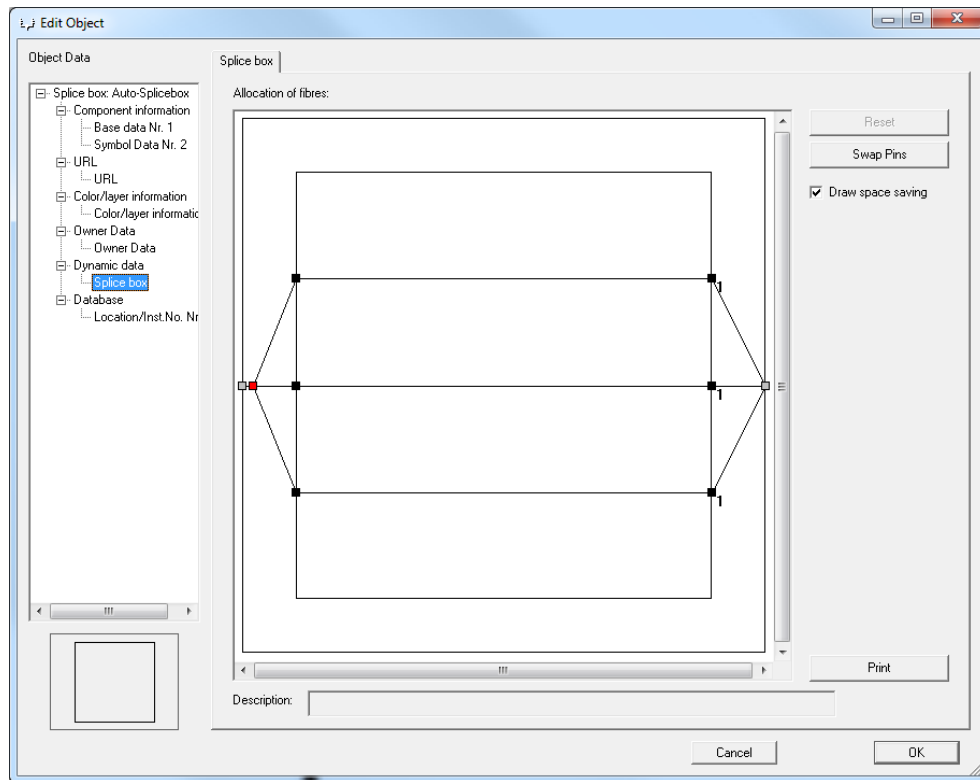 Edit Object
Object Data
Splice box: Auto-Splicebox
Component information
Base data Nr. 1
Symbol Data Nr. 2
URL
URL
Color/layer information
Color/layer informatic
Owner Data
Owner Data
Dynamic data
Splice box
Database
Location/Inst.No. Nr
Splice box
Allocation of fibres:
1
1
1
Reset
Swap Pins
Draw space saving
Print
Description:
Cancel
OK